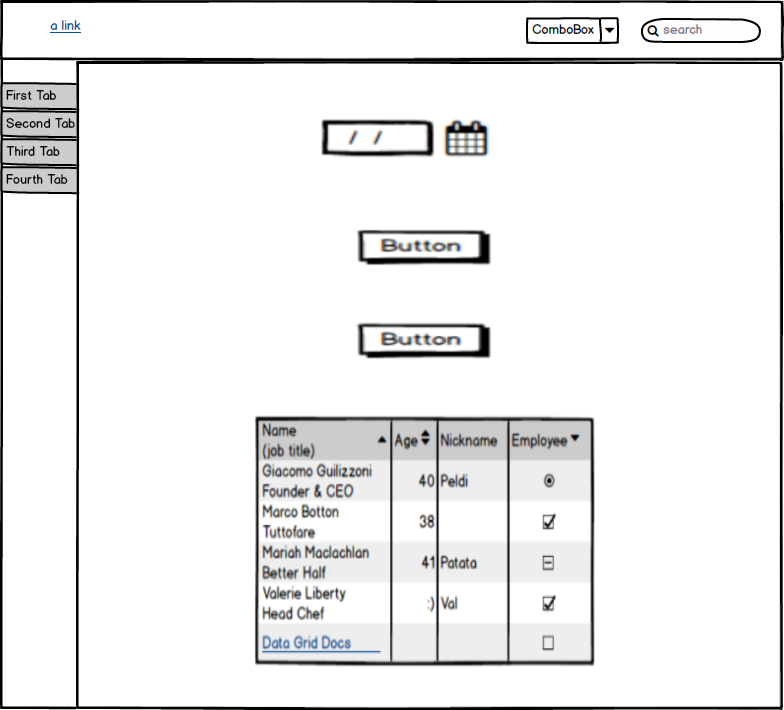 a link
ComboBox
search
First Tab
Second Tab
Third Tab
Fourth Tab
/ /
Button
Button
Name
(job title)
Age
Nickname
Employee
Giacomo Guilizzoni
Founder & CEO
40
Peldi
Marco Botton
Tuttofare
38
Mariah Maclachlan
Better Half
41
Patata
Valerie Liberty
Head Chef
:)
Val
Data Grid Docs